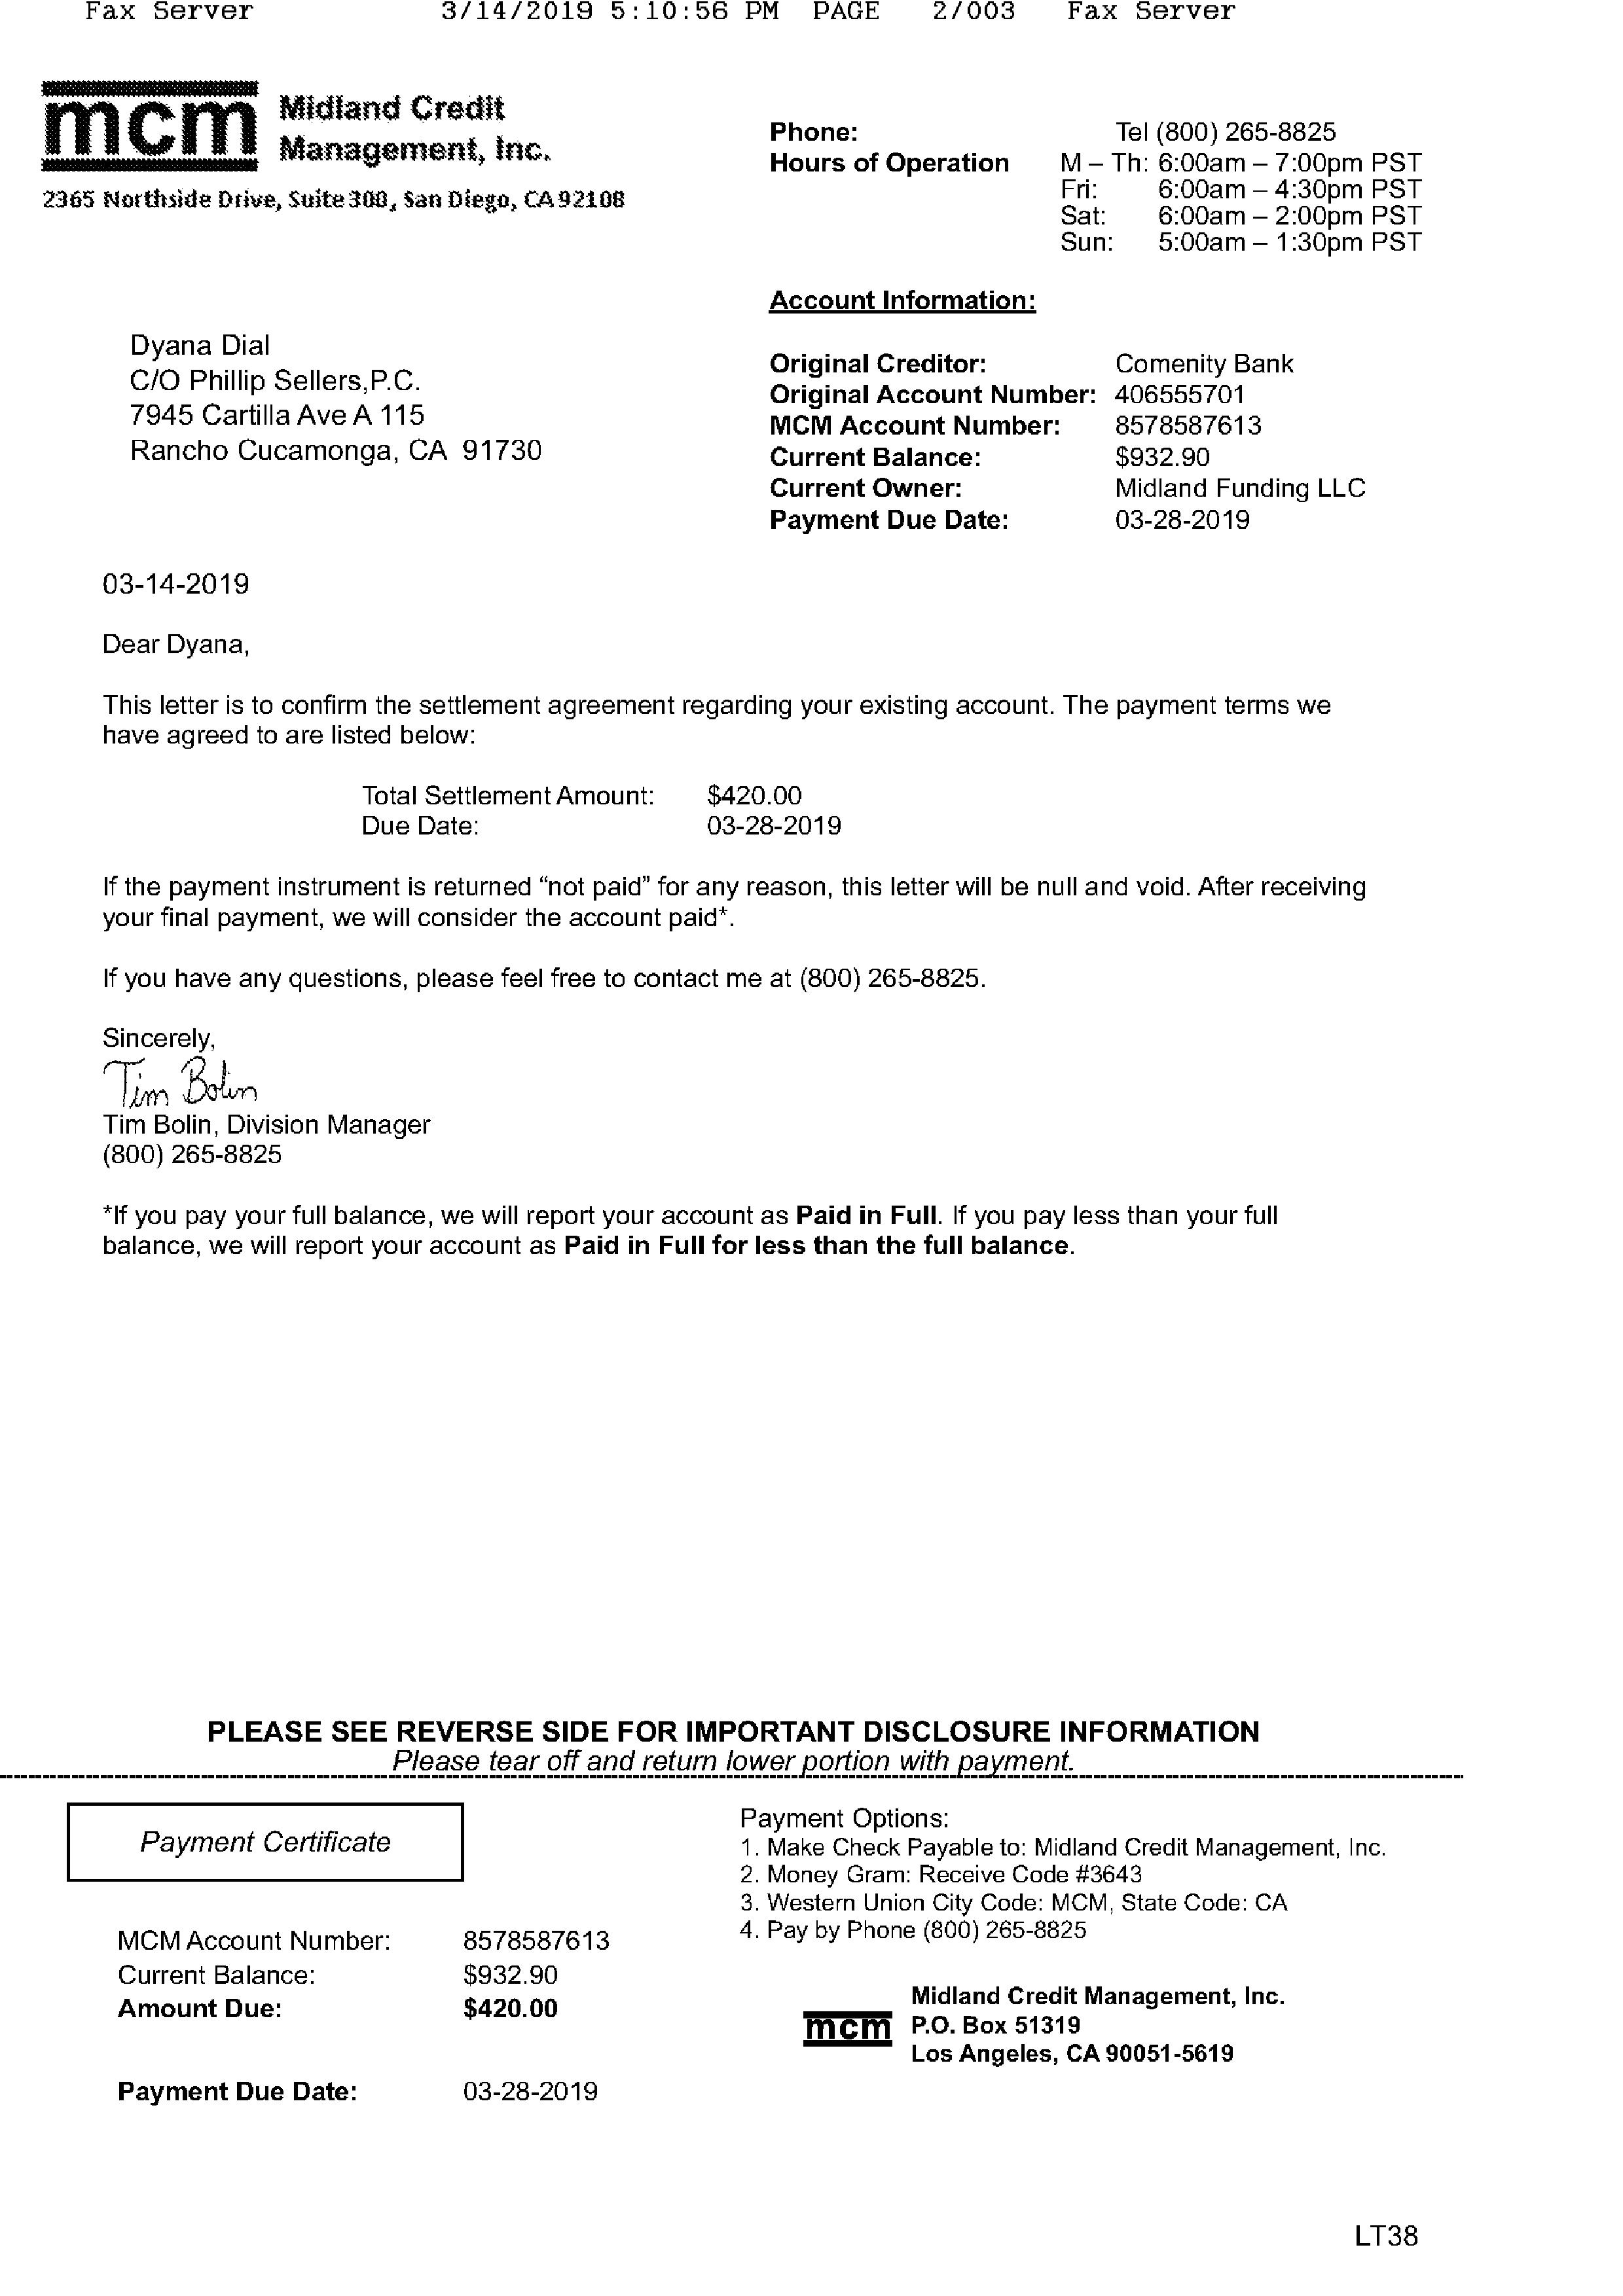 Fax Server 3/14/2019 5:10:56 PM PAGE 2/003 Fax Server
mcm Midland Credit
Management, Inc.
2365 Northside Drive, Suite 300, San Diego, CA 92108
Phone: Tel (800) 265-8825
Hours of Operation M – Th: 6:00am – 7:00pm PST
Fri: 6:00am – 4:30pm PST
Sat: 6:00am – 2:00pm PST
Sun: 5:00am – 1:30pm PST
Account Information:
Dyana Dial
C/O Phillip Sellers,P.C.
7945 Cartilla Ave A 115
Rancho Cucamonga, CA 91730
Original Creditor: Comenity Bank
Original Account Number: 406555701
MCM Account Number: 8578587613
Current Balance: $932.90
Current Owner: Midland Funding LLC
Payment Due Date: 03-28-2019
03-14-2019
Dear Dyana,
This letter is to confirm the settlement agreement regarding your existing account. The payment terms we
have agreed to are listed below:
Total Settlement Amount: $420.00
Due Date: 03-28-2019
If the payment instrument is returned “not paid” for any reason, this letter will be null and void. After receiving
your final payment, we will consider the account paid*.
If you have any questions, please feel free to contact me at (800) 265-8825.
Sincerely,
Tim Bolin
Tim Bolin, Division Manager
(800) 265-8825
*If you pay your full balance, we will report your account as Paid in Full. If you pay less than your full
balance, we will report your account as Paid in Full for less than the full balance.
PLEASE SEE REVERSE SIDE FOR IMPORTANT DISCLOSURE INFORMATION
Please tear off and return lower portion with payment.
Payment Certificate
MCM Account Number: 8578587613
Current Balance: $932.90
Amount Due: $420.00
Payment Due Date: 03-28-2019
Payment Options:
1. Make Check Payable to: Midland Credit Management, Inc.
2. Money Gram: Receive Code #3643
3. Western Union City Code: MCM, State Code: CA
4. Pay by Phone (800) 265-8825
Midland Credit Management, Inc.
mcm P.O. Box 51319
Los Angeles, CA 90051-5619
LT38